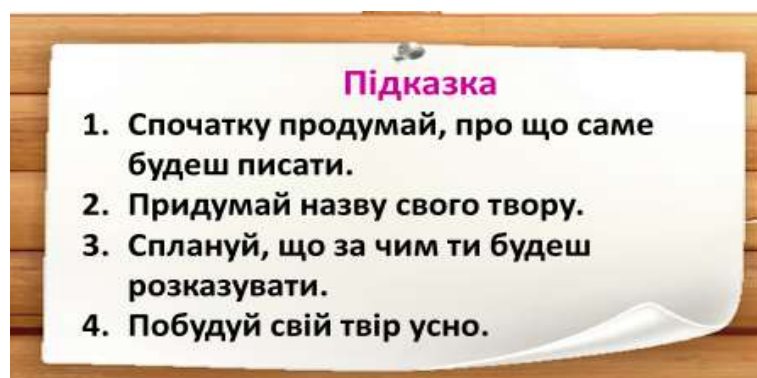 Підказка
1. Спочатку продумай, про що саме
будеш писати.
2. Придумай назву свого твору.
3. Сплануй, що за чим ти будеш
розказувати.
4. Побудуй свій твір усно.